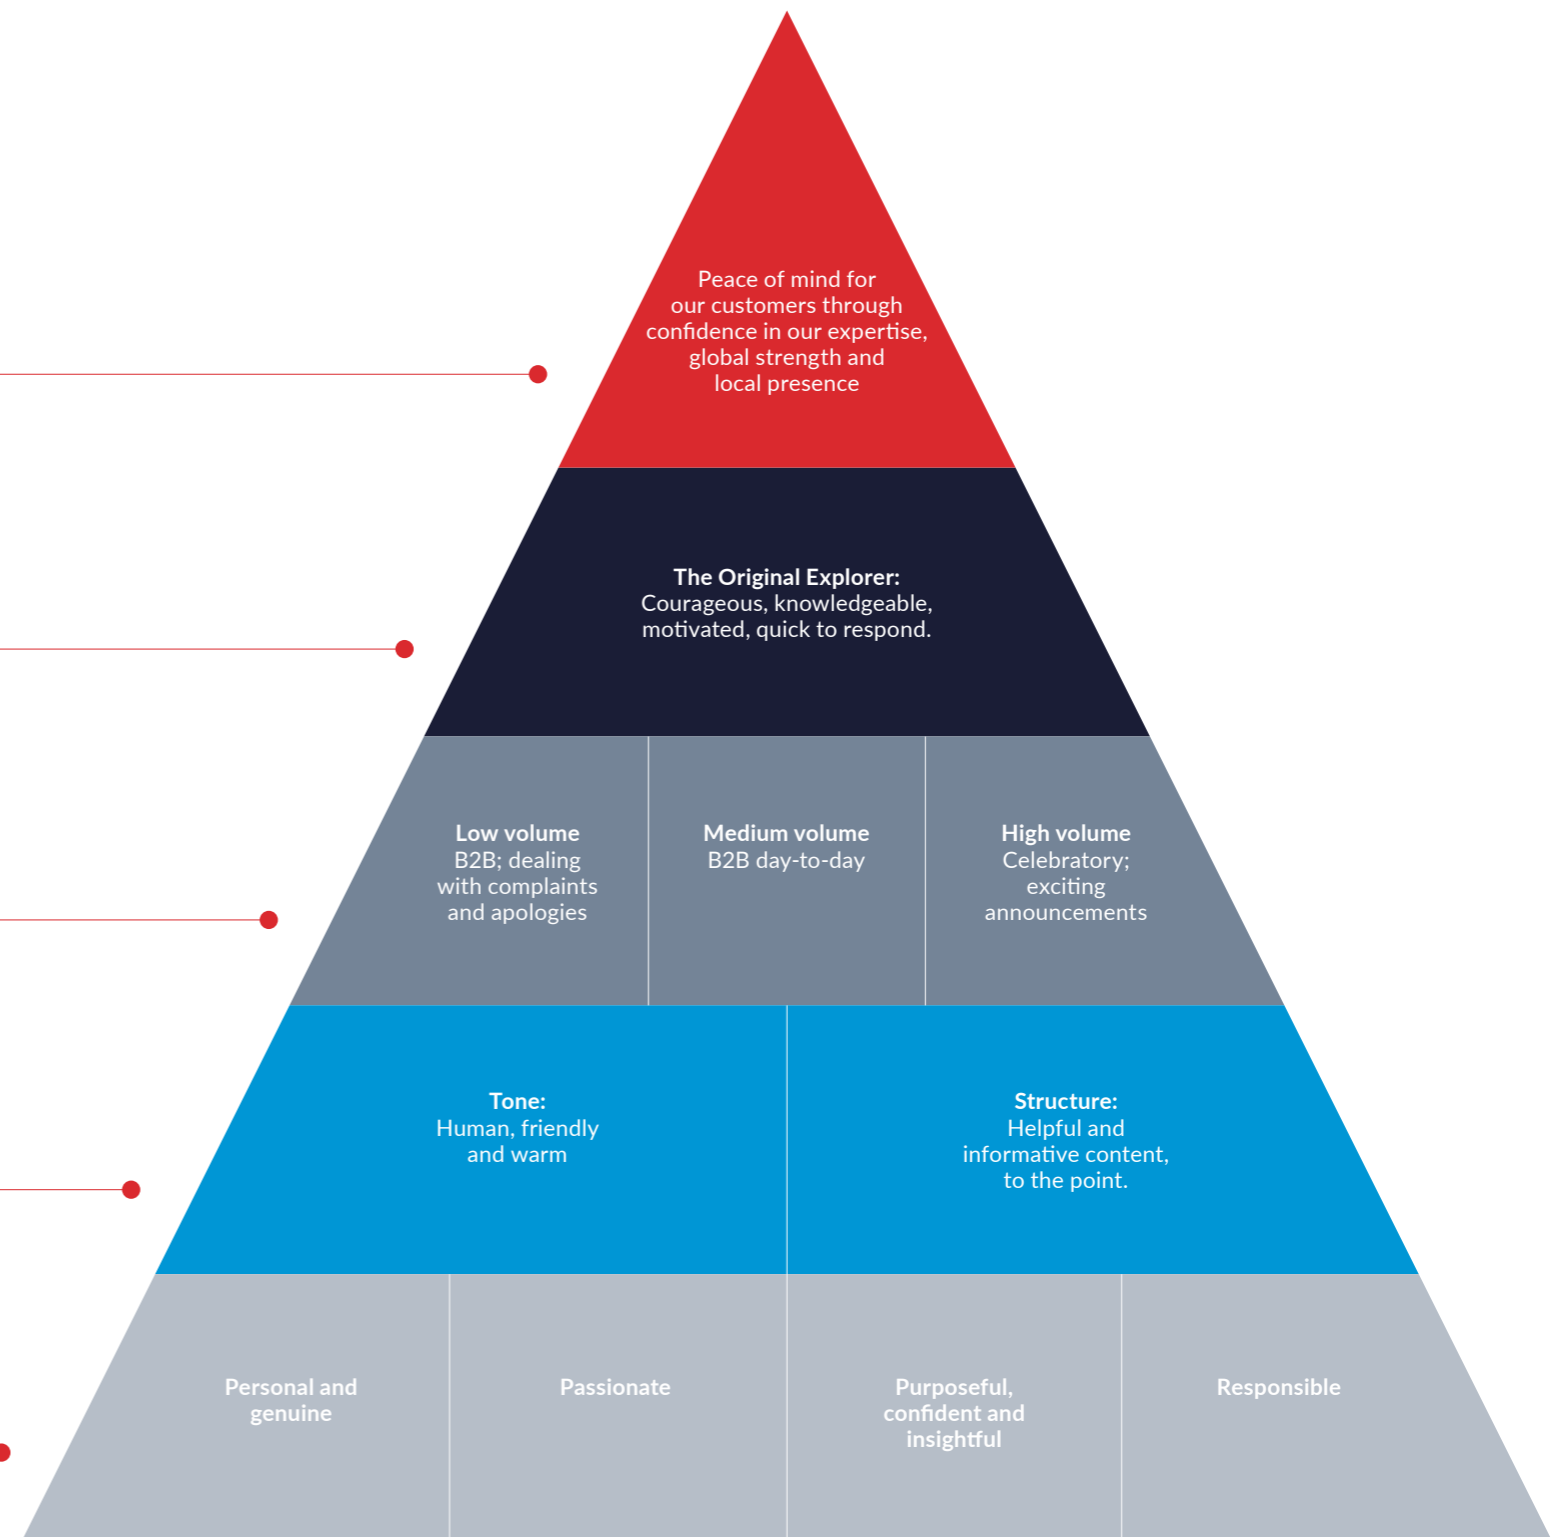 Peace of mind for
our customers through
confidence in our expertise,
global strength and
local presence
The Original Explorer:
Courageous, knowledgeable,
motivated, quick to respond.
Low volume
B2B; dealing
with complaints
and apologies
Medium volume
B2B day-to-day
High volume
Celebratory;
exciting
announcements
Tone:
Human, friendly
and warm
Structure:
Helpful and
informative content,
to the point.
Personal and
genuine
Passionate
Purposeful,
confident and
insightful
Responsible